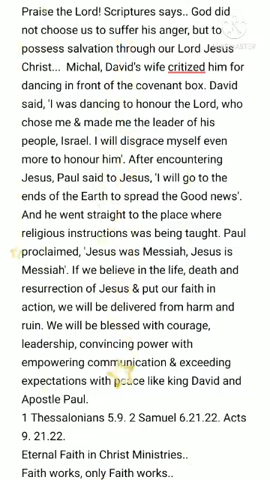 Praise the Lord! Scriptures says.. God did
not choose us to suffer his anger, but to
possess salvation through our Lord Jesus
Christ... Michal, David's wife critized him for
dancing in front of the covenant box. David
said, 'I was dancing to honour the Lord, who
chose me & made me the leader of his
people, Israel. I will disgrace myself even
more to honour him'. After encountering
Jesus, Paul said to Jesus, 'I will go to the
ends of the Earth to spread the Good news'.
And he went straight to the place where
religious instructions was being taught. Paul
proclaimed, 'Jesus was Messiah, Jesus is
Messiah'. If we believe in the life, death and
resurrection of Jesus & put our faith in
action, we will be delivered from harm and
ruin. We will be blessed with courage,
leadership, convincing power with
empowering communication & exceeding
expectations with peace like king David and
Apostle Paul.
1 Thessalonians 5.9. 2 Samuel 6.21.22. Acts
9. 21.22.
Eternal Faith in Christ Ministries..
Faith works, only Faith works..